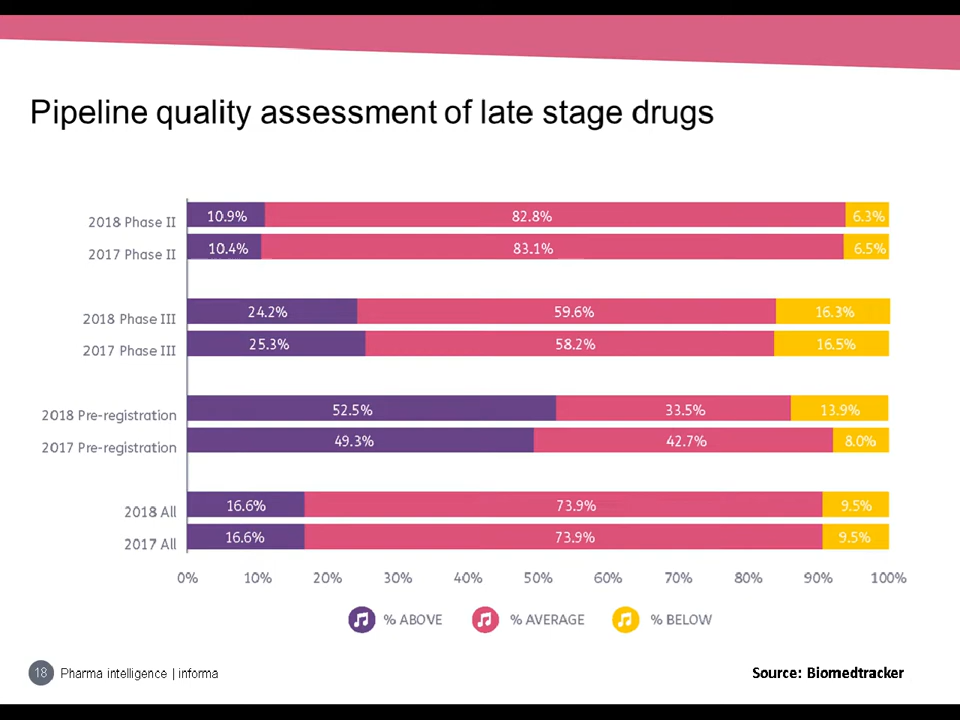 Pipeline quality assessment of late stage drugs
2018 Phase II 10.9% 82.8% 6.3%
2017 Phase II 10.4% 83.1% 6.5%
2018 Phase III 24.2% 59.6% 16.3%
2017 Phase III 25.3% 58.2% 16.5%
2018 Pre-registration 52.5% 33.5% 13.9%
2017 Pre-registration 49.3% 42.7% 8.0%
2018 All 16.6% 73.9% 9.5%
2017 All 16.6% 73.9% 9.5%
0% 10% 20% 30% 40% 50% 60% 70% 80% 90% 100%
% ABOVE % AVERAGE % BELOW
18 Pharma intelligence | informa
Source: Biomedtracker